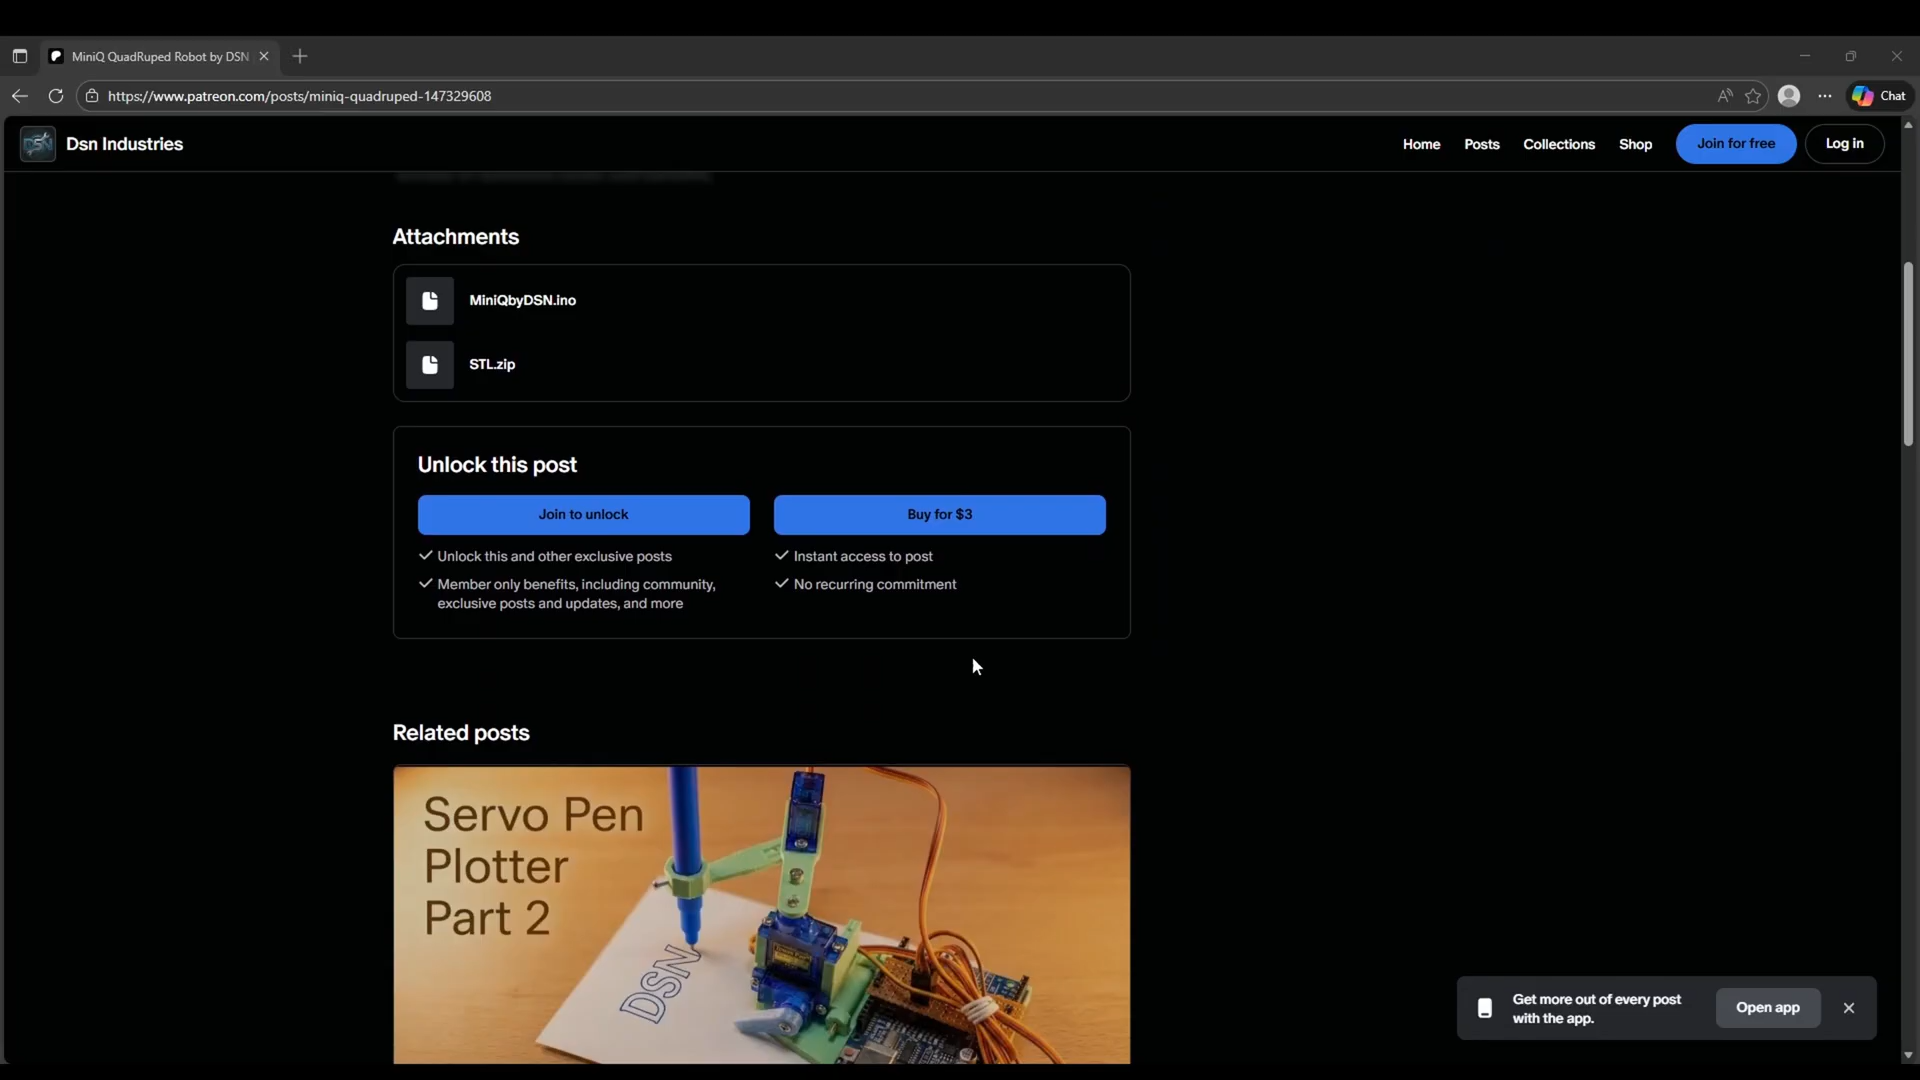 MiniQ QuadRuped Robot by DSN
https://www.patreon.com/posts/miniq-quadruped-147329608
Chat
DSN
Dsn Industries
Home
Posts
Collections
Shop
Join for free
Log in
Attachments
MiniQbyDSN.ino
STL.zip
Unlock this post
Join to unlock
Buy for $3
Unlock this and other exclusive posts
Instant access to post
Member only benefits, including community,
exclusive posts and updates, and more
No recurring commitment
Related posts
Servo Pen
Plotter
Part 2
DSN
Get more out of every post
with the app.
Open app